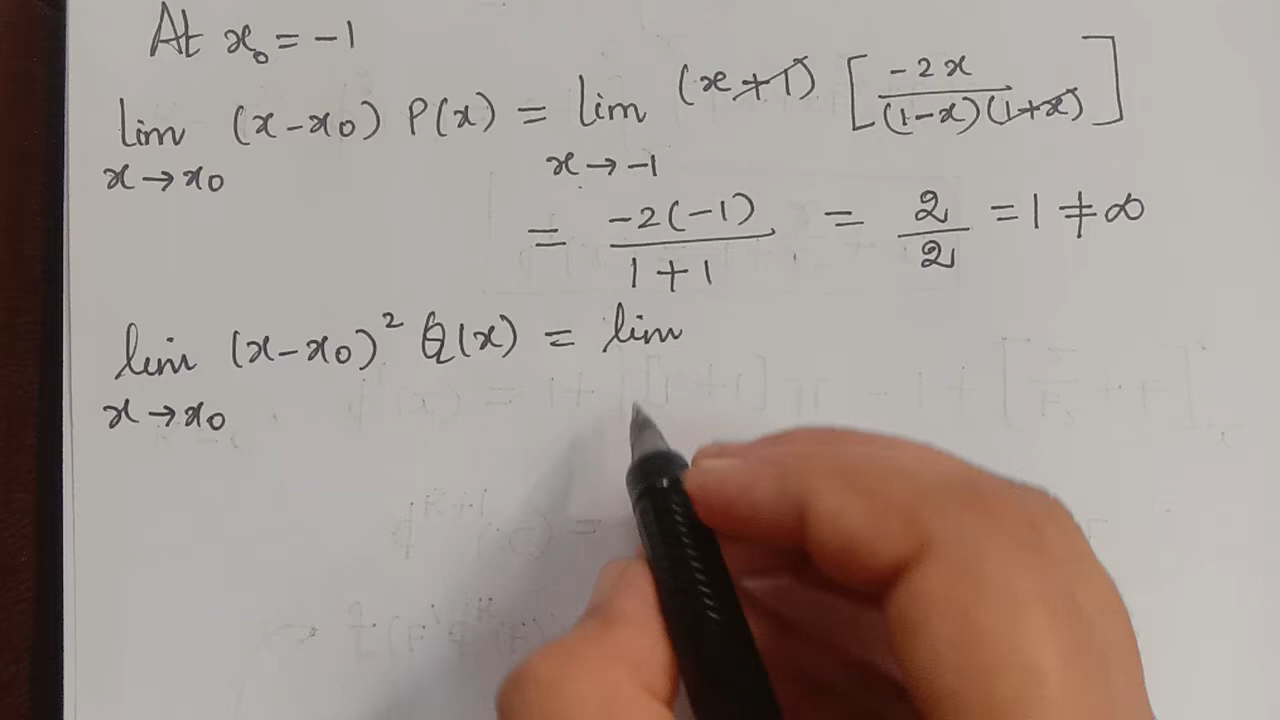 At x₀ = -1
lim (x-x₀) P(x) = lim (x+1) [ -2x / (1-x)(1+x) ]
x→x₀ x→-1
= -2(-1) / 1+1 = 2/2 = 1 ≠ ∞
lim (x-x₀)² Q(x) = lim
x→x₀